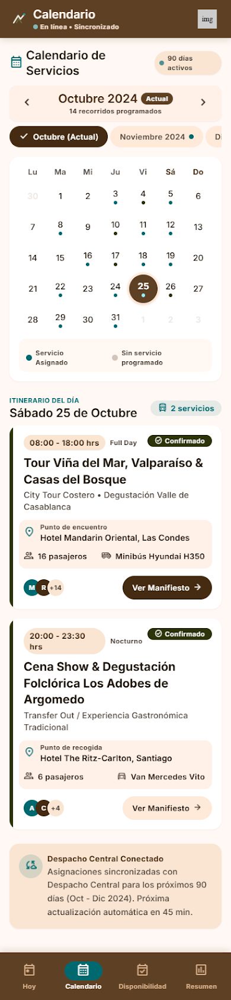 Calendario
En línea • Sincronizado
img
Calendario de
Servicios
90 días
activos
Octubre 2024 Actual
14 recorridos programados
Octubre (Actual) Noviembre 2024 Di
Lu Ma Mi Ju Vi Sá Do
30 1 2 3 4 5 6
7 8 9 10 11 12 13
14 15 16 17 18 19 20
21 22 23 24 25 26 27
28 29 30 31 1 2 3
Servicio
Asignado
Sin servicio
programado
ITINERARIO DEL DÍA
Sábado 25 de Octubre
2 servicios
08:00 - 18:00 hrs Full Day Confirmado
Tour Viña del Mar, Valparaíso &
Casas del Bosque
City Tour Costero • Degustación Valle de
Casablanca
Punto de encuentro
Hotel Mandarin Oriental, Las Condes
16 pasajeros Minibús Hyundai H350
M R +14 Ver Manifiesto →
20:00 - 23:30
hrs
Nocturno Confirmado
Cena Show & Degustación
Folclórica Los Adobes de
Argomedo
Transfer Out / Experiencia Gastronómica
Tradicional
Punto de recogida
Hotel The Ritz-Carlton, Santiago
6 pasajeros Van Mercedes Vito
A C +4 Ver Manifiesto →
Despacho Central Conectado
Asignaciones sincronizadas con
Despacho Central para los próximos 90
días (Oct - Dic 2024). Próxima
actualización automática en 45 min.
Hoy Calendario Disponibilidad Resumen